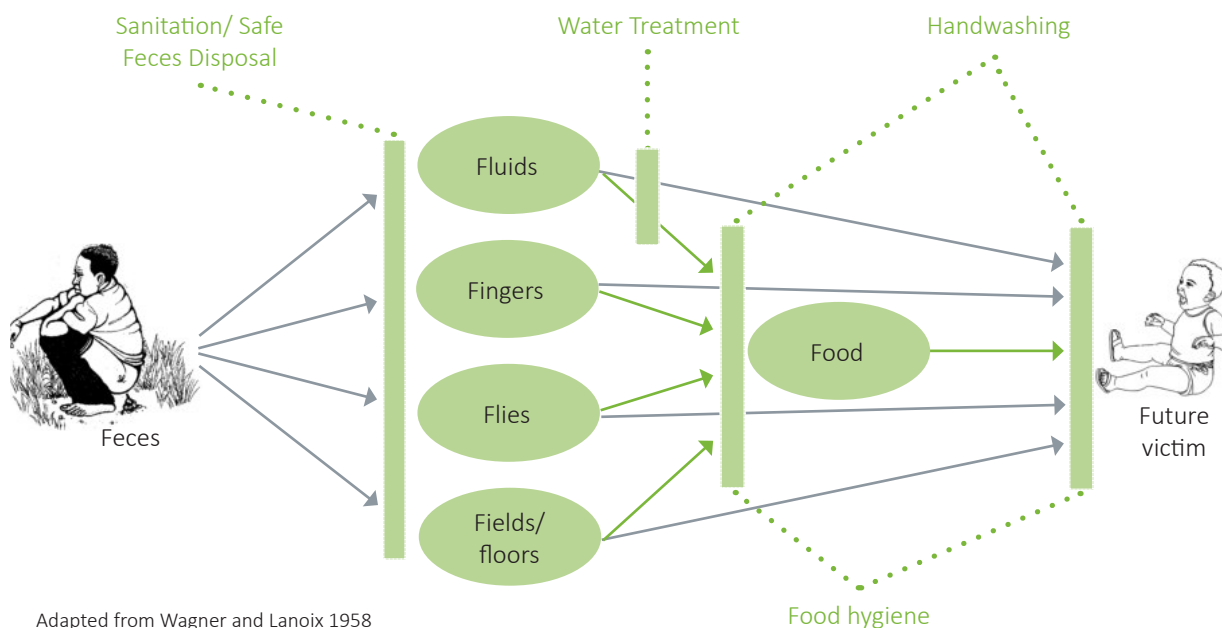 Sanitation/ Safe
Feces Disposal
Water Treatment
Handwashing
Fluids
Fingers
Food
Flies
Fields/
floors
Feces
Future
victim
Food hygiene
Adapted from Wagner and Lanoix 1958